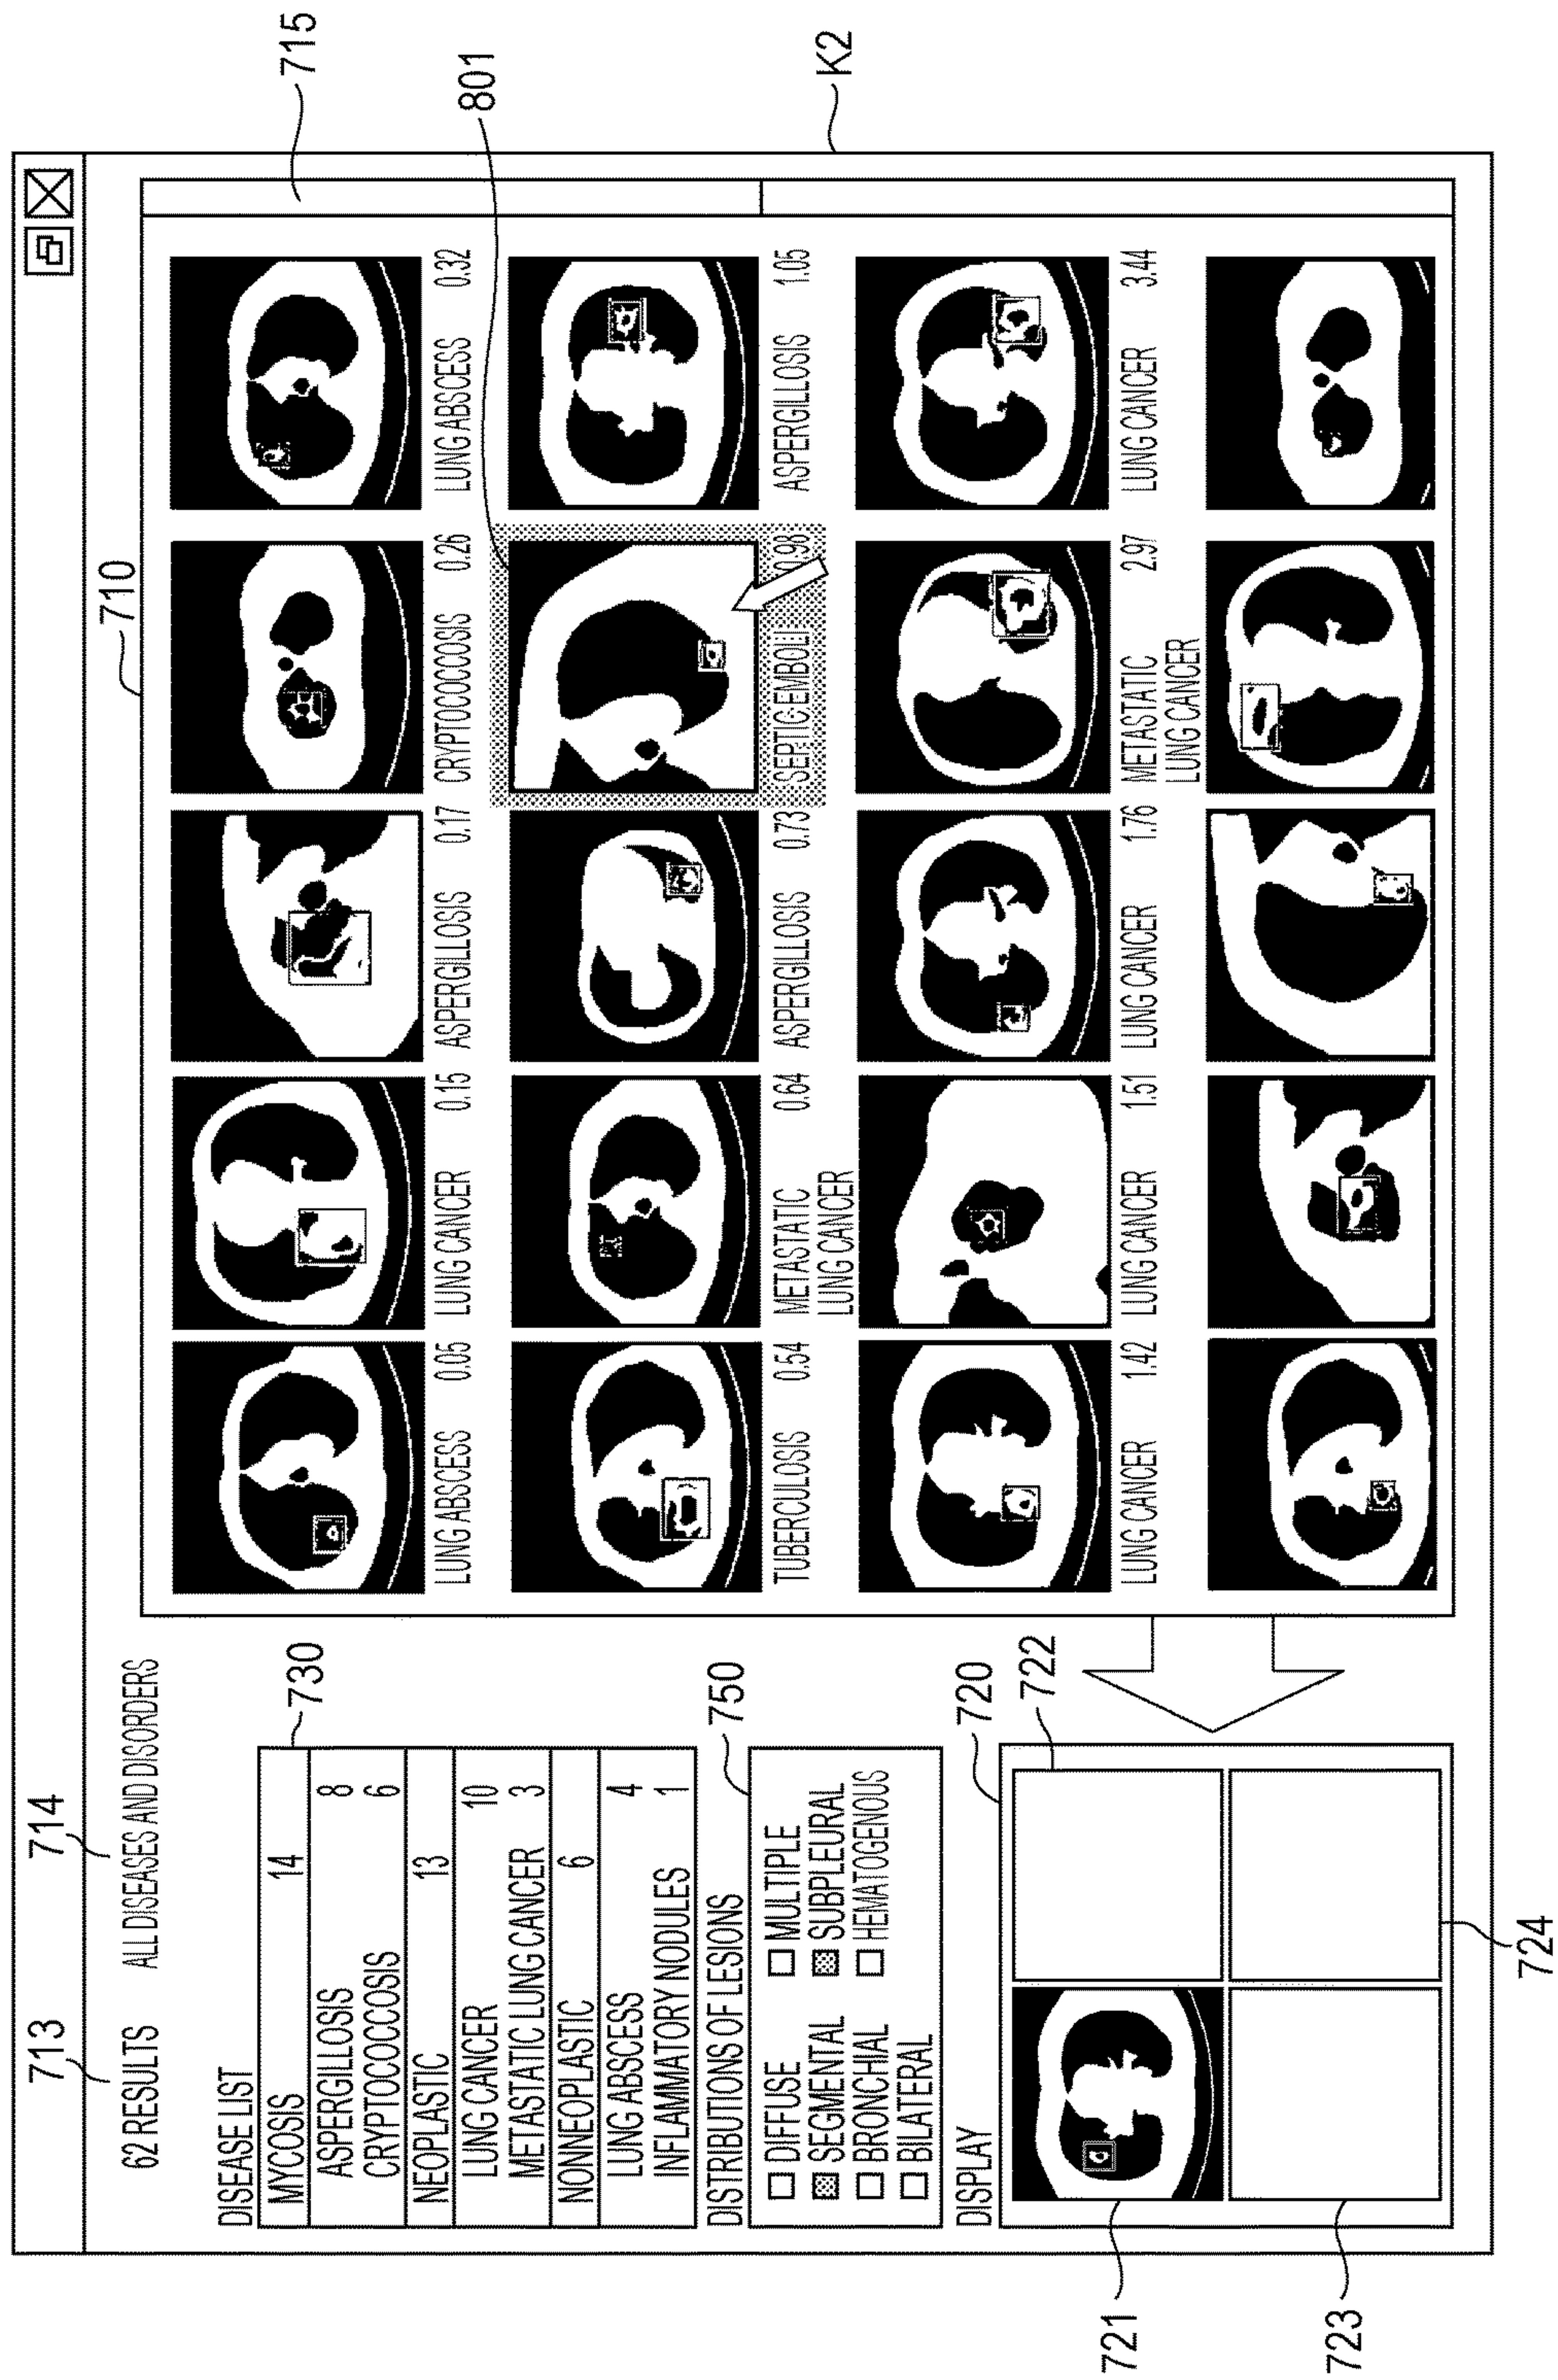 713
714
62 RESULTS
ALL DISEASES AND DISORDERS
710
715
801
K2
DISEASE LIST
730
MYCOSIS 14
ASPERGILLOSIS 8
CRYPTOCOCCOSIS 6
NEOPLASTIC 13
LUNG CANCER 10
METASTATIC LUNG CANCER 3
NONNEOPLASTIC 6
LUNG ABSCESS 4
INFLAMMATORY NODULES 1
DISTRIBUTIONS OF LESIONS
750
DIFFUSE MULTIPLE
SEGMENTAL SUBPLEURAL
BRONCHIAL HEMATOGENOUS
BILATERAL
DISPLAY
720
722
721
723
724
LUNG ABSCESS 0.05
LUNG CANCER 0.15
ASPERGILLOSIS 0.17
CRYPTOCOCCOSIS 0.26
LUNG ABSCESS 0.32
TUBERCULOSIS 0.54
METASTATIC 0.64
LUNG CANCER
ASPERGILLOSIS 0.73
SEPTIC EMBOLI 0.98
ASPERGILLOSIS 1.05
LUNG CANCER 1.42
LUNG CANCER 1.51
LUNG CANCER 1.76
METASTATIC 2.97
LUNG CANCER
LUNG CANCER 3.44